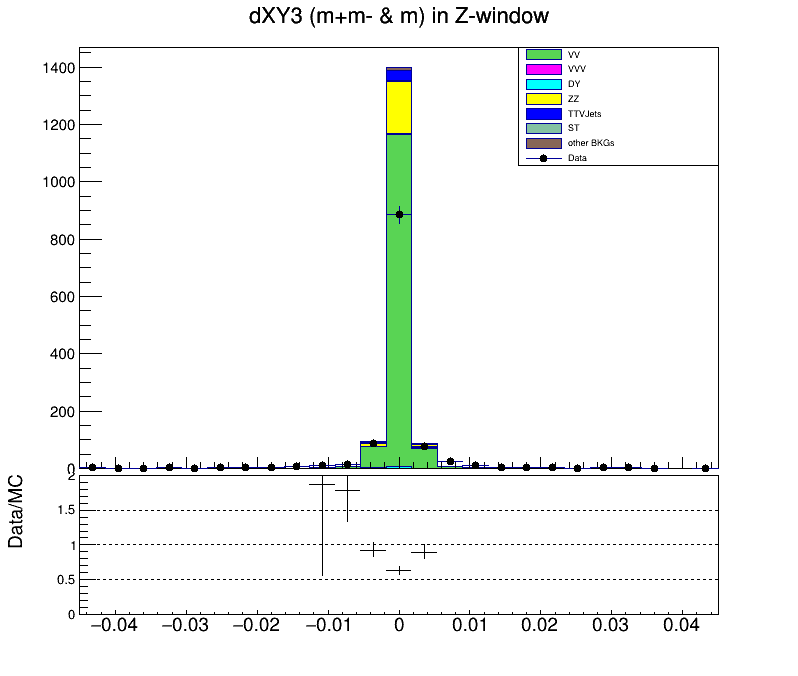 dXY3 (m+m- & m) in Z-window
1400
1200
1000
800
600
400
200
0
VV
VVV
DY
ZZ
TTVJets
ST
other BKGs
Data
Data/MC
2
1.5
1
0.5
0
−0.04 −0.03 −0.02 −0.01 0 0.01 0.02 0.03 0.04